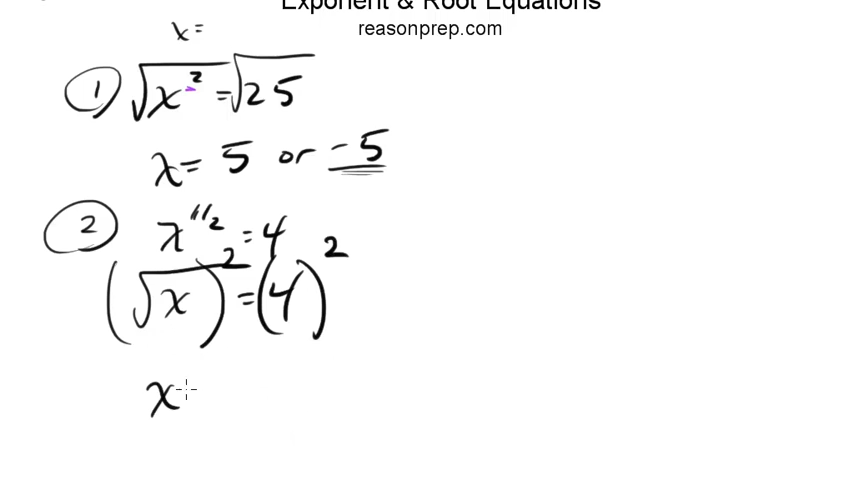 Exponent & Root Equations
reasonprep.com
x=
① √x² = √25
x = 5 or -5
② x^1/2 = 4
(√x)² = (4)²
x